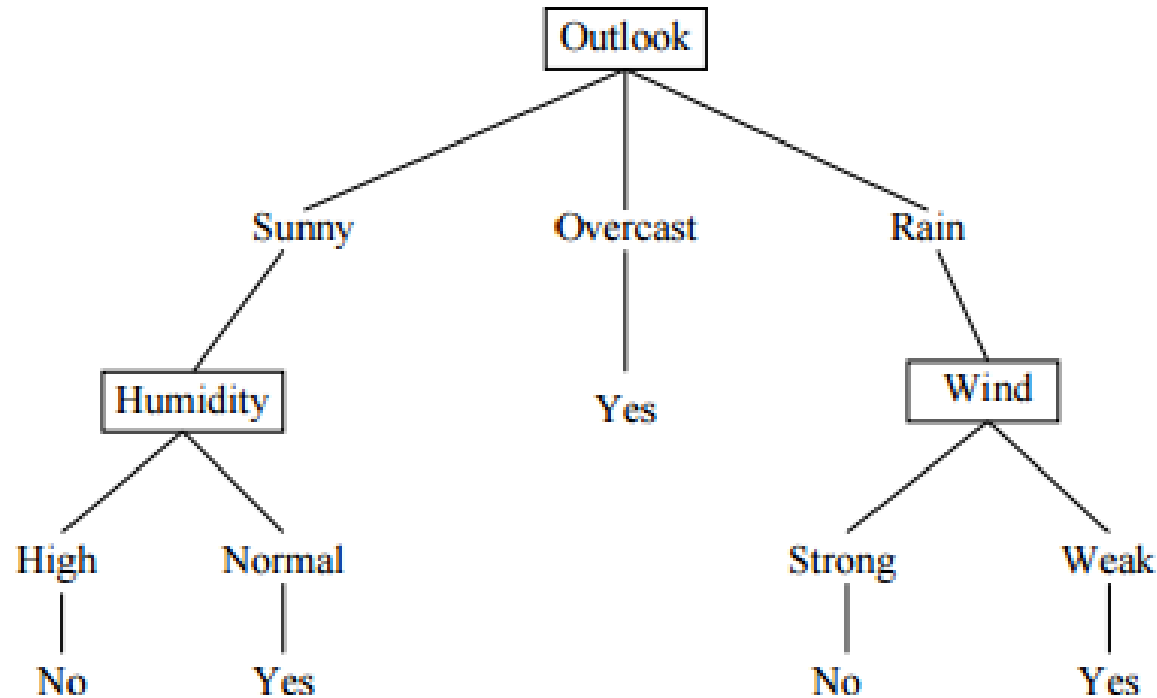 Outlook
Sunny Overcast Rain
Humidity Yes Wind
High Normal Strong Weak
No Yes No Yes